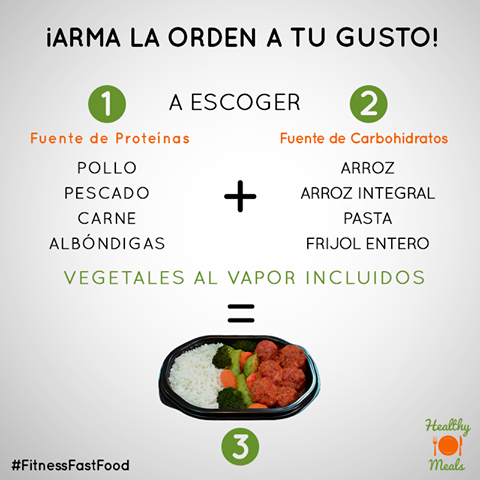 ¡ARMA LA ORDEN A TU GUSTO!
1
A ESCOGER
2
Fuente de Proteínas
POLLO
PESCADO
CARNE
ALBÓNDIGAS
+
Fuente de Carbohidratos
ARROZ
ARROZ INTEGRAL
PASTA
FRIJOL ENTERO
VEGETALES AL VAPOR INCLUIDOS
=
3
#FitnessFastFood
Healthy
Meals